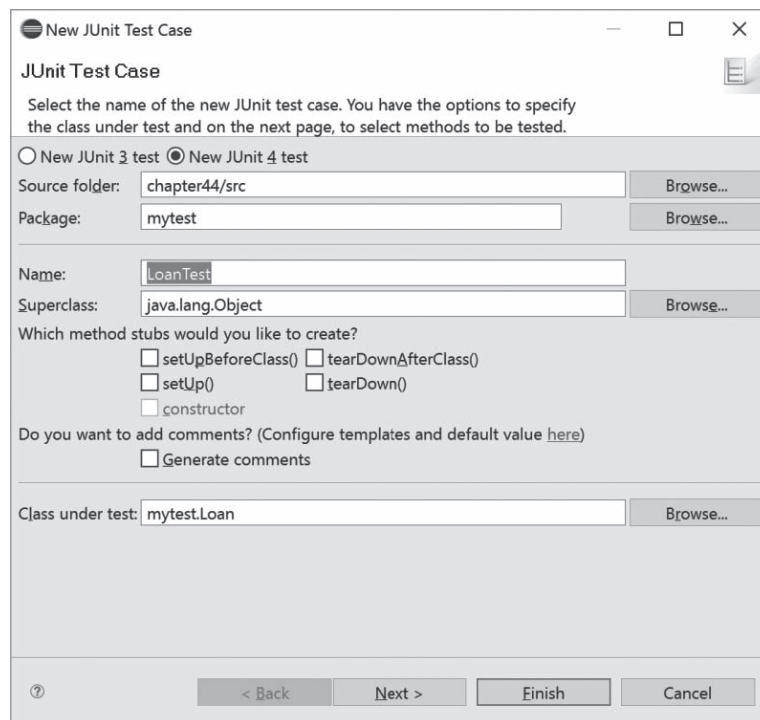 New JUnit Test Case
JUnit Test Case
Select the name of the new JUnit test case. You have the options to specify
the class under test and on the next page, to select methods to be tested.
New JUnit 3 test New JUnit 4 test
Source folder: chapter44/src Browse...
Package: mytest Browse...
Name: LoanTest
Superclass: java.lang.Object Browse...
Which method stubs would you like to create?
setUpBeforeClass() tearDownAfterClass()
setUp() tearDown()
constructor
Do you want to add comments? (Configure templates and default value here)
Generate comments
Class under test: mytest.Loan Browse...
? < Back Next > Finish Cancel